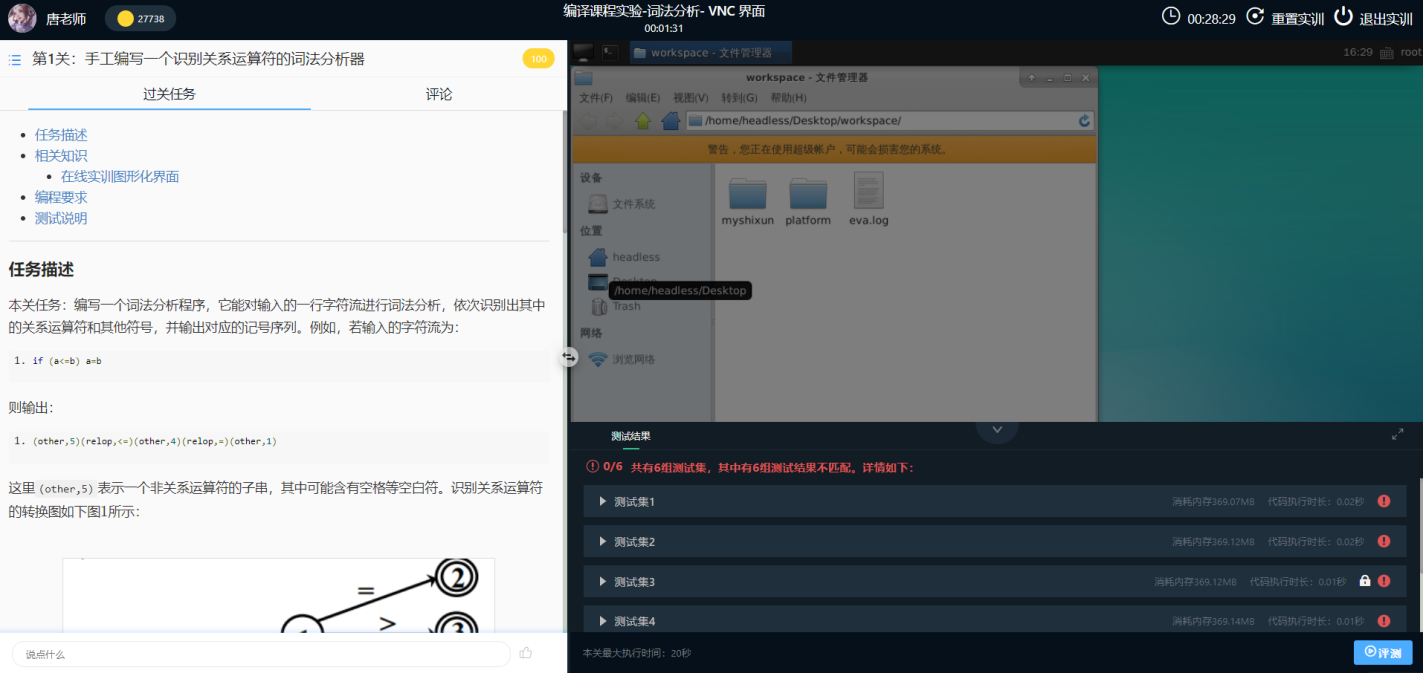 唐老师
27738
编译课程实验-词法分析- VNC 界面
00:01:31
00:28:29
重置实训
退出实训
第1关：手工编写一个识别关系运算符的词法分析器
100
过关任务
评论
任务描述
相关知识
在线实训图形化界面
编程要求
测试说明
任务描述
本关任务：编写一个词法分析程序，它能对输入的一行字符流进行词法分析，依次识别出其中
的关系运算符和其他符号，并输出对应的记号序列。例如，若输入的字符流为：
1. if (a<=b) a=b
则输出：
1. (other,5)(relop,<=)(other,4)(relop,=)(other,1)
这里(other,5)表示一个非关系运算符的子串，其中可能含有空格等空白符。识别关系运算符
的转换图如下图1所示：
=
2
>
3
说点什么
workspace - 文件管理器
16:29
root
workspace - 文件管理器
文件(F) 编辑(E) 视图(V) 转到(G) 帮助(H)
/home/headless/Desktop/workspace/
警告，您正在使用超级帐户，可能会损害您的系统。
设备
文件系统
位置
headless
Desktop
/home/headless/Desktop
Trash
网络
浏览网络
myshixun
platform
eva.log
测试结果
0/6 共有6组测试集，其中有6组测试结果不匹配。详情如下：
测试集1 消耗内存369.07MB 代码执行时长：0.02秒
测试集2 消耗内存369.12MB 代码执行时长：0.02秒
测试集3 消耗内存369.12MB 代码执行时长：0.01秒
测试集4 消耗内存369.14MB 代码执行时长：0.01秒
本关最大执行时间：20秒
评测